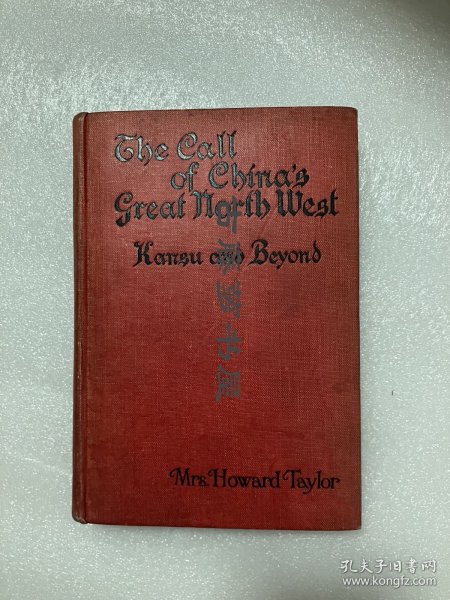 The Call
of China's
Great North West
Kansu and Beyond
Mrs. Howard Taylor
孔夫子旧书网
www.kongfz.com